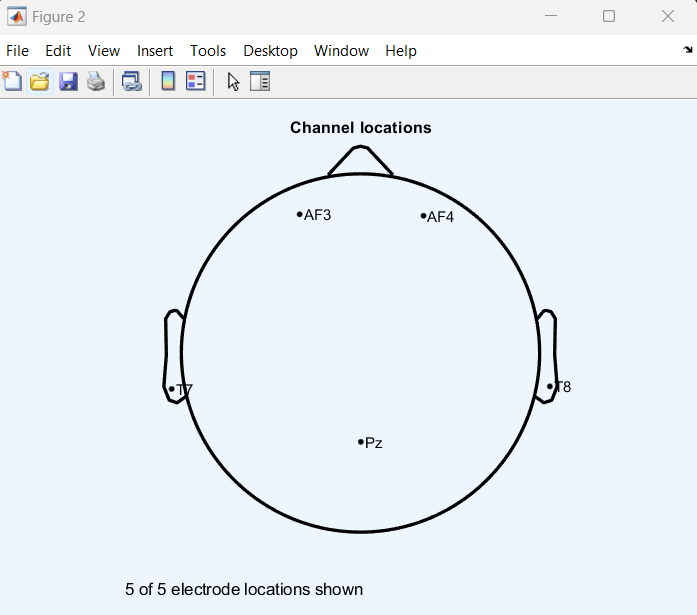 Figure 2
File Edit View Insert Tools Desktop Window Help
Channel locations
AF3 AF4
T7 T8
Pz
5 of 5 electrode locations shown